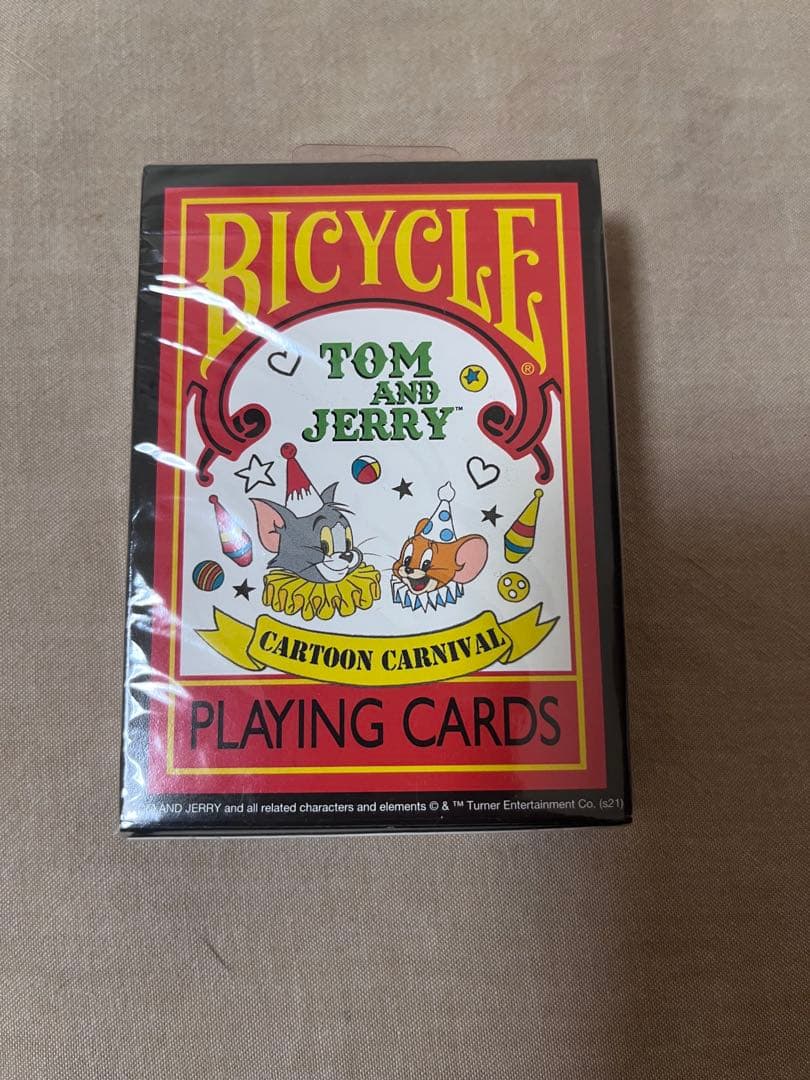 BICYCLE
®
TOM
AND
JERRY™
CARTOON CARNIVAL
PLAYING CARDS
AND JERRY and all related characters and elements © & ™ Turner Entertainment Co. (s21)